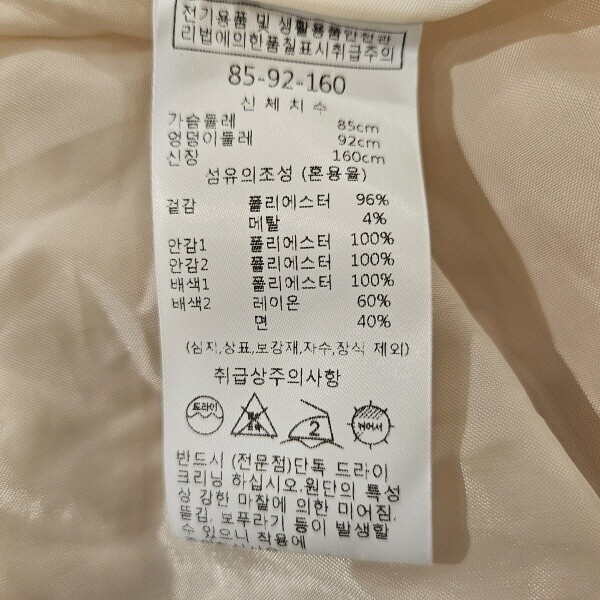 전기용품 및 생활용품안전관
리법에의한품질표시취급주의
85-92-160
신체치수
가슴둘레 85cm
엉덩이둘레 92cm
신장 160cm
섬유의조성 (혼용율)
겉감 폴리에스터 96%
메탈 4%
안감1 폴리에스터 100%
안감2 폴리에스터 100%
배색1 폴리에스터 100%
배색2 레이온 60%
면 40%
(심지,상표,보강재,자수,장식 제외)
취급상주의사항
드라이 2 뉘어서
반드시 (전문점)단독 드라이
크리닝 하십시오.원단의 특성
상 강한 마찰에 의한 미어짐,
뜯김, 보푸라기 등이 발생할
수 있으니 착용에